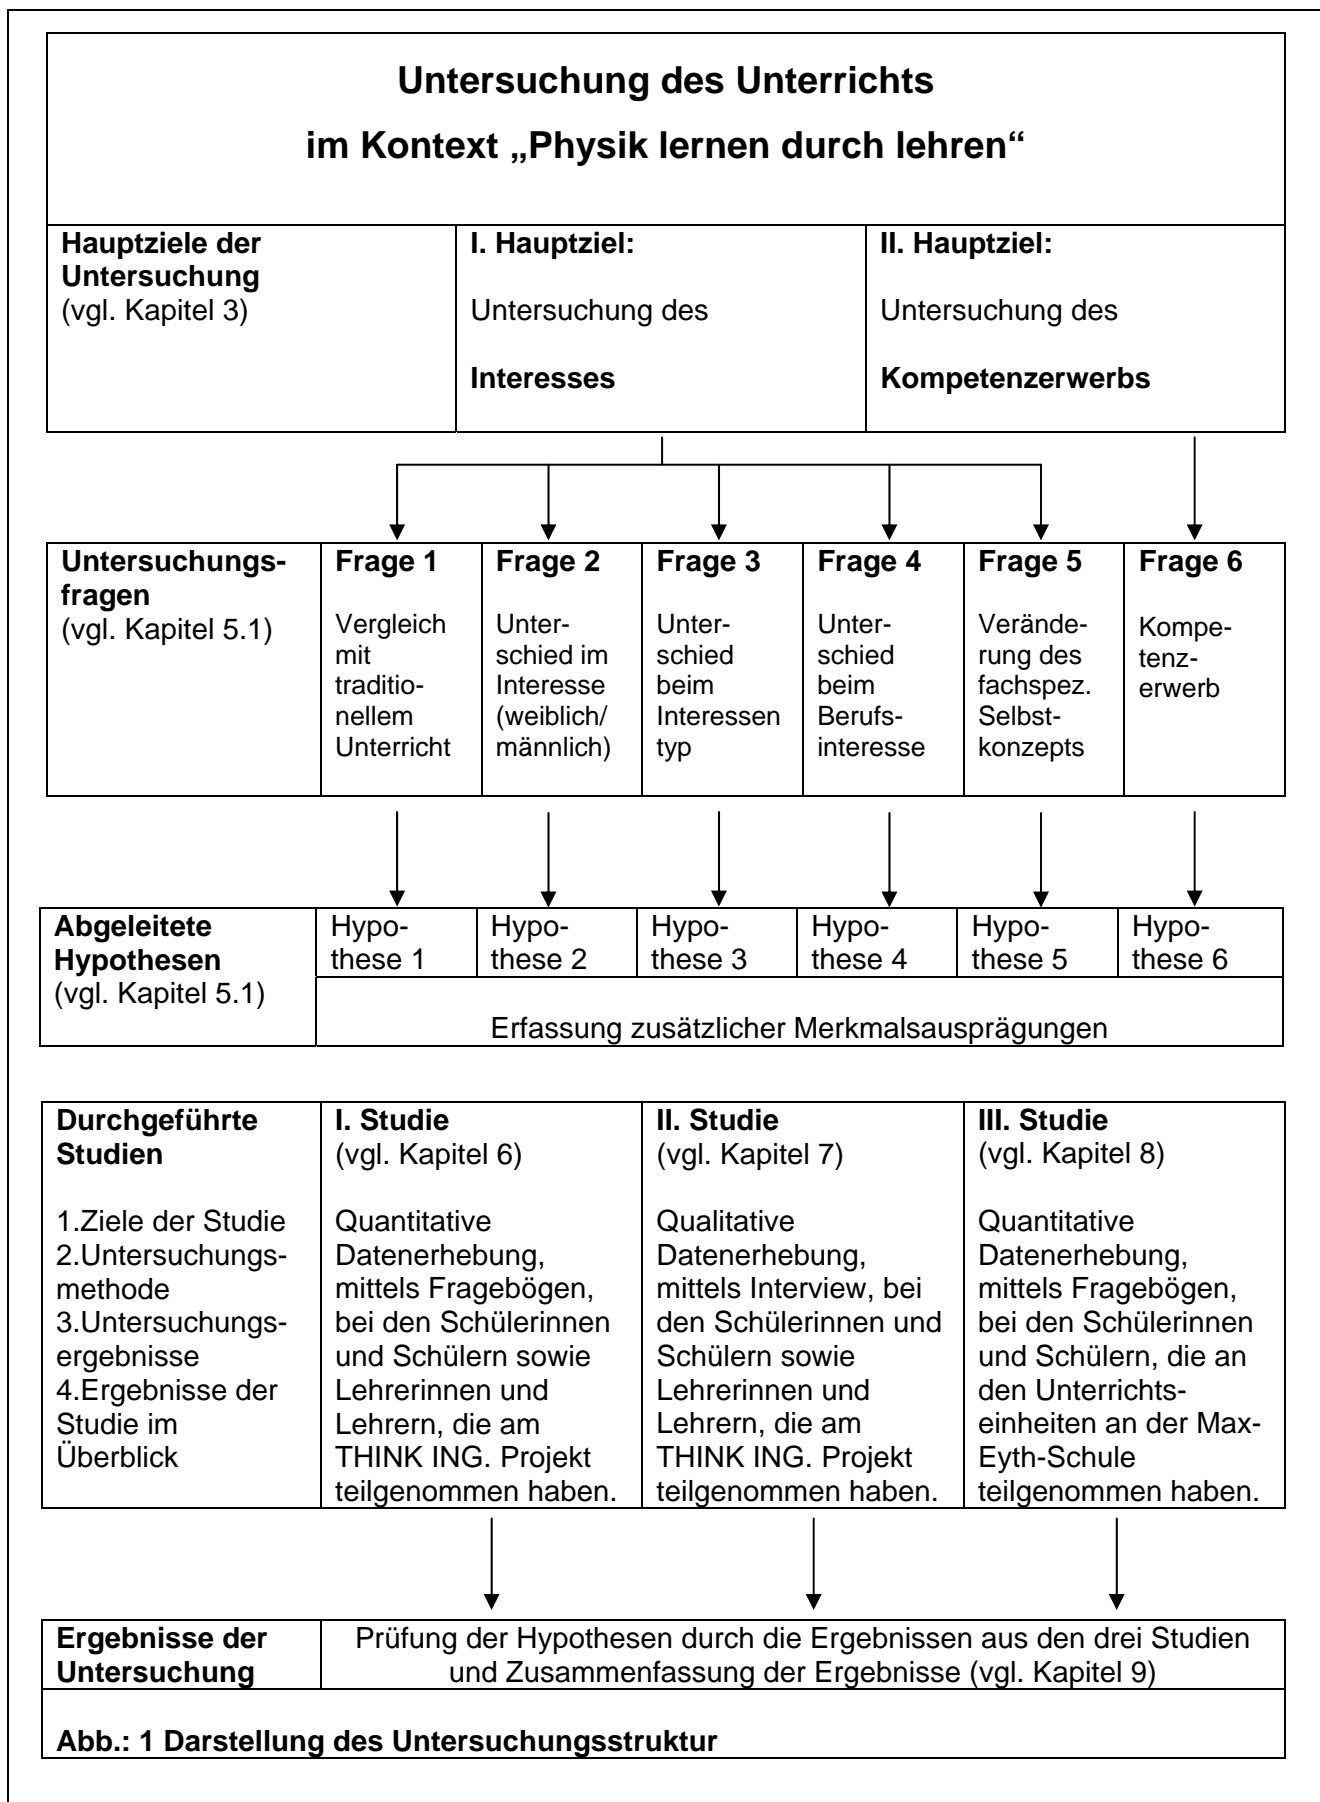 Untersuchung des Unterrichts
im Kontext „Physik lernen durch lehren“
Hauptziele der
Untersuchung
(vgl. Kapitel 3)
I. Hauptziel:
Untersuchung des
Interesses
II. Hauptziel:
Untersuchung des
Kompetenzerwerbs
Untersuchungs-
fragen
(vgl. Kapitel 5.1)
Frage 1
Vergleich
mit
traditio-
nellem
Unterricht
Frage 2
Unter-
schied im
Interesse
(weiblich/
männlich)
Frage 3
Unter-
schied
beim
Interessen
typ
Frage 4
Unter-
schied
beim
Berufs-
interesse
Frage 5
Verände-
rung des
fachspez.
Selbst-
konzepts
Frage 6
Kompe-
tenz-
erwerb
Abgeleitete
Hypothesen
(vgl. Kapitel 5.1)
Hypo-
these 1
Hypo-
these 2
Hypo-
these 3
Hypo-
these 4
Hypo-
these 5
Hypo-
these 6
Erfassung zusätzlicher Merkmalsausprägungen
Durchgeführte
Studien
1.Ziele der Studie
2.Untersuchungs-
methode
3.Untersuchungs-
ergebnisse
4.Ergebnisse der
Studie im
Überblick
I. Studie
(vgl. Kapitel 6)
Quantitative
Datenerhebung,
mittels Fragebögen,
bei den Schülerinnen
und Schülern sowie
Lehrerinnen und
Lehrern, die am
THINK ING. Projekt
teilgenommen haben.
II. Studie
(vgl. Kapitel 7)
Qualitative
Datenerhebung,
mittels Interview, bei
den Schülerinnen und
Schülern sowie
Lehrerinnen und
Lehrern, die am
THINK ING. Projekt
teilgenommen haben.
III. Studie
(vgl. Kapitel 8)
Quantitative
Datenerhebung,
mittels Fragebögen,
bei den Schülerinnen
und Schülern, die an
den Unterrichts-
einheiten an der Max-
Eyth-Schule
teilgenommen haben.
Ergebnisse der
Untersuchung
Prüfung der Hypothesen durch die Ergebnissen aus den drei Studien
und Zusammenfassung der Ergebnisse (vgl. Kapitel 9)
Abb.: 1 Darstellung des Untersuchungsstruktur